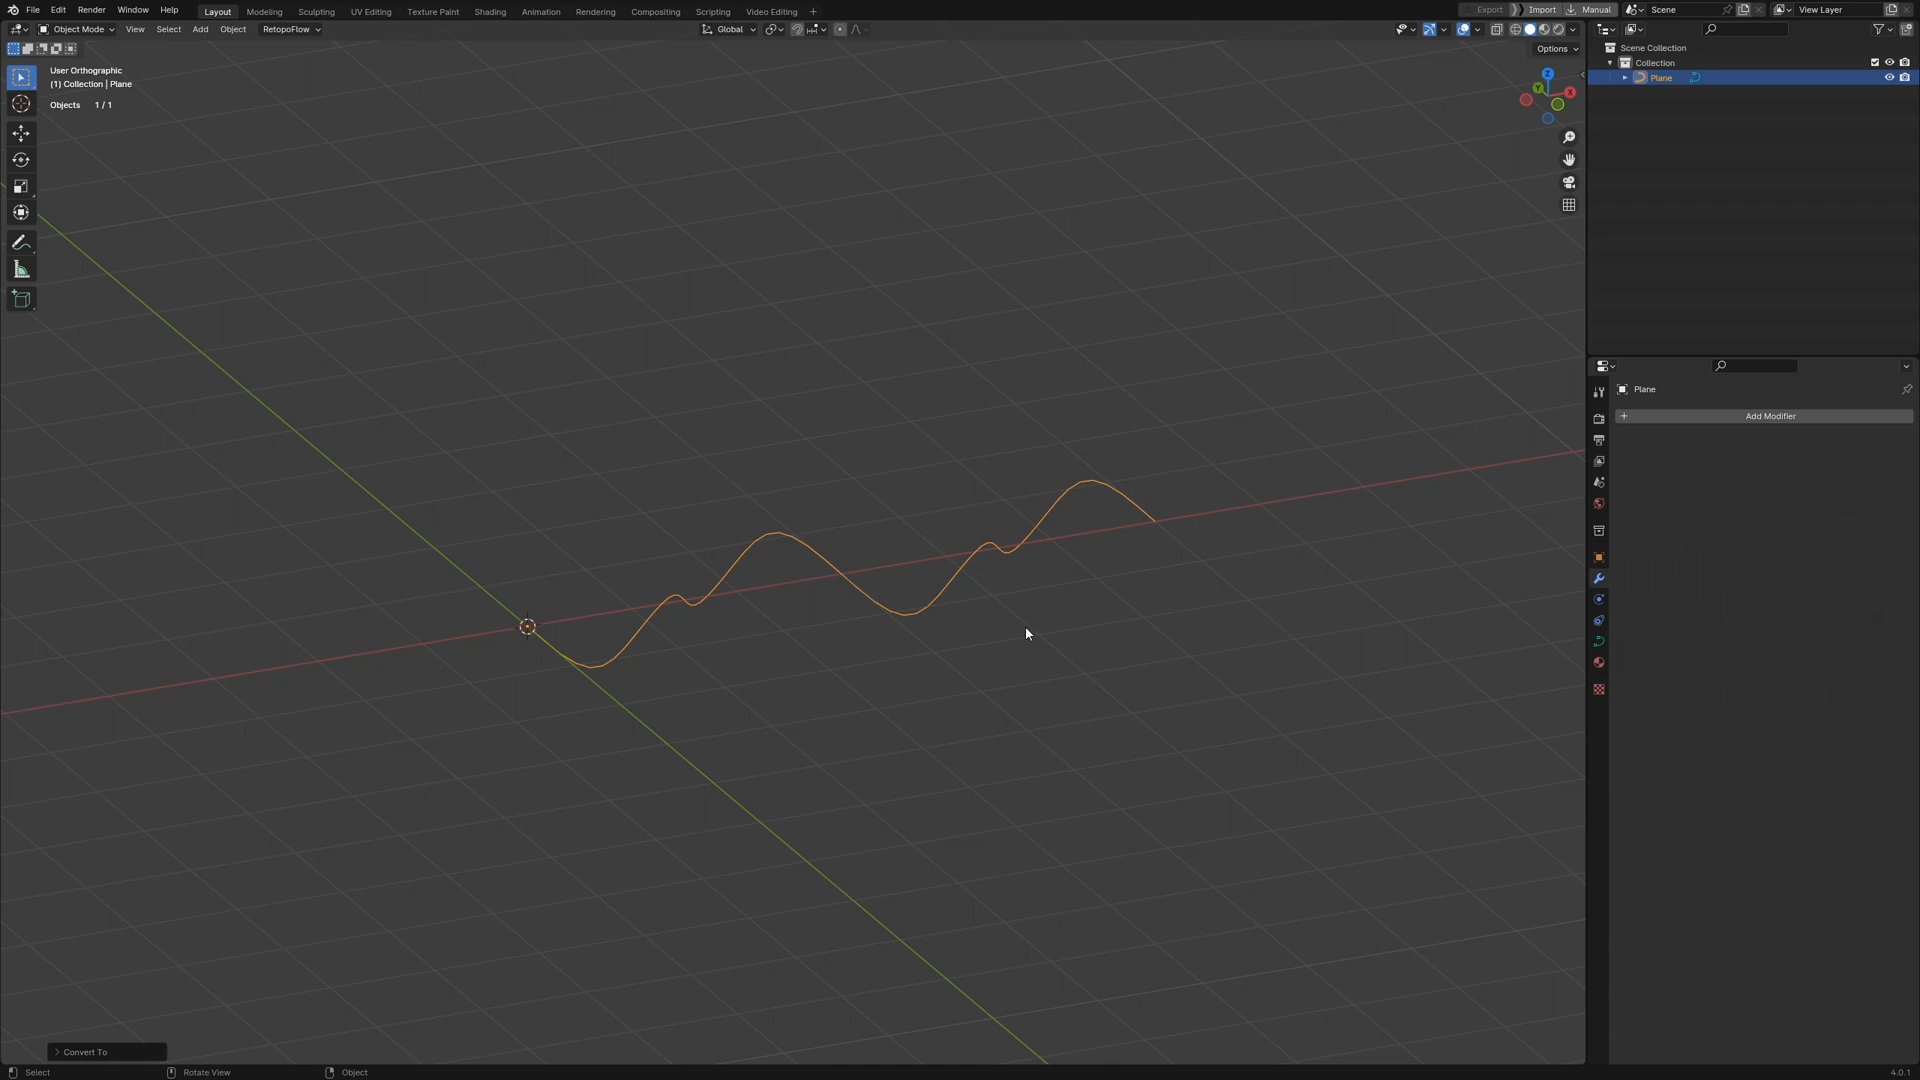 File Edit Render Window Help Layout Modeling Sculpting UV Editing Texture Paint Shading Animation Rendering Compositing Scripting Video Editing + Export Import Manual Scene View Layer
Object Mode View Select Add Object RetopoFlow Global
Options
User Orthographic
(1) Collection | Plane
Objects 1 / 1
Z
Y
X
Scene Collection
Collection
Plane
Plane
+ Add Modifier
Convert To
Select Rotate View Object 4.0.1